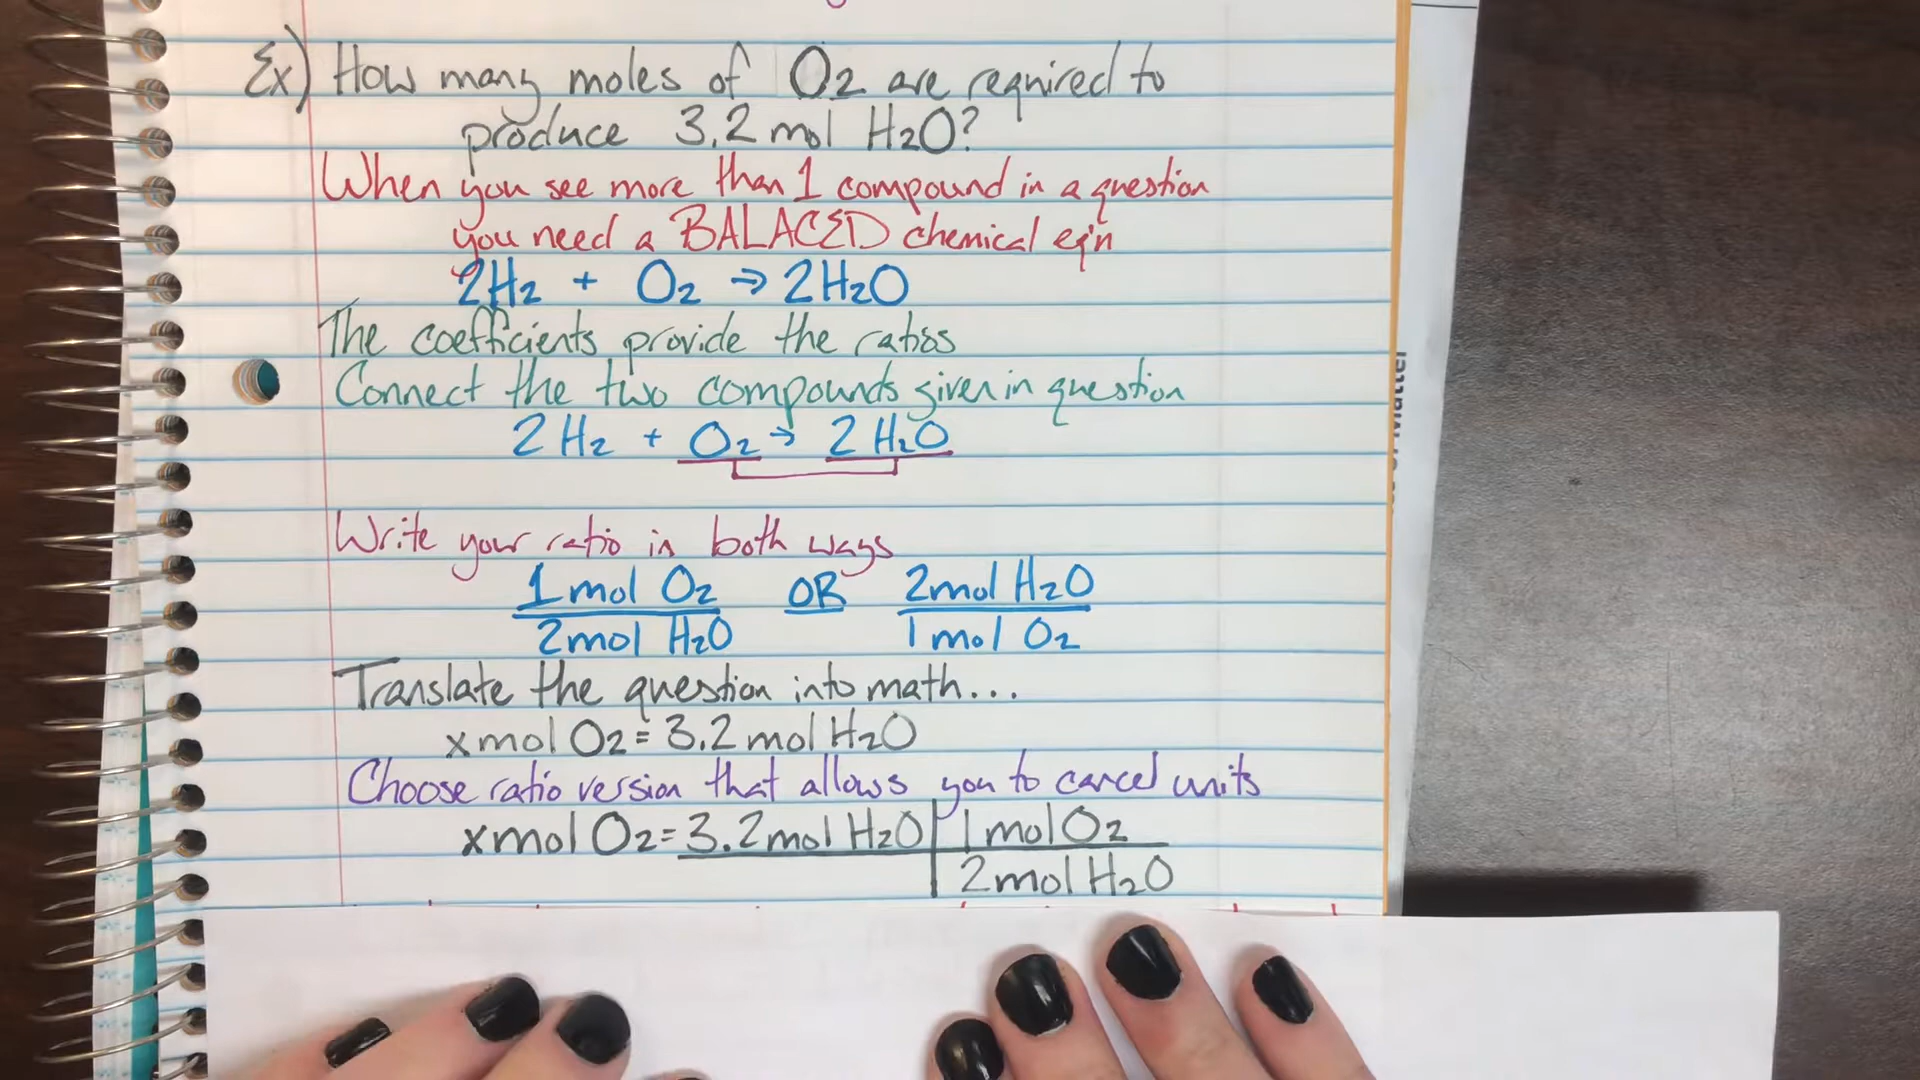 Ex) How many moles of O2 are required to
produce 3.2 mol H2O?
When you see more than 1 compound in a question
you need a BALACED chemical eq'n
2H2 + O2 → 2H2O
The coefficients provide the ratios
Connect the two compounds given in question
2 H2 + O2 → 2 H2O
Write your ratio in both ways
1 mol O2 OR 2mol H2O
2mol H2O 1 mol O2
Translate the question into math...
x mol O2 = 3.2 mol H2O
Choose ratio version that allows you to cancel units
x mol O2 = 3.2 mol H2O | 1 mol O2
2 mol H2O